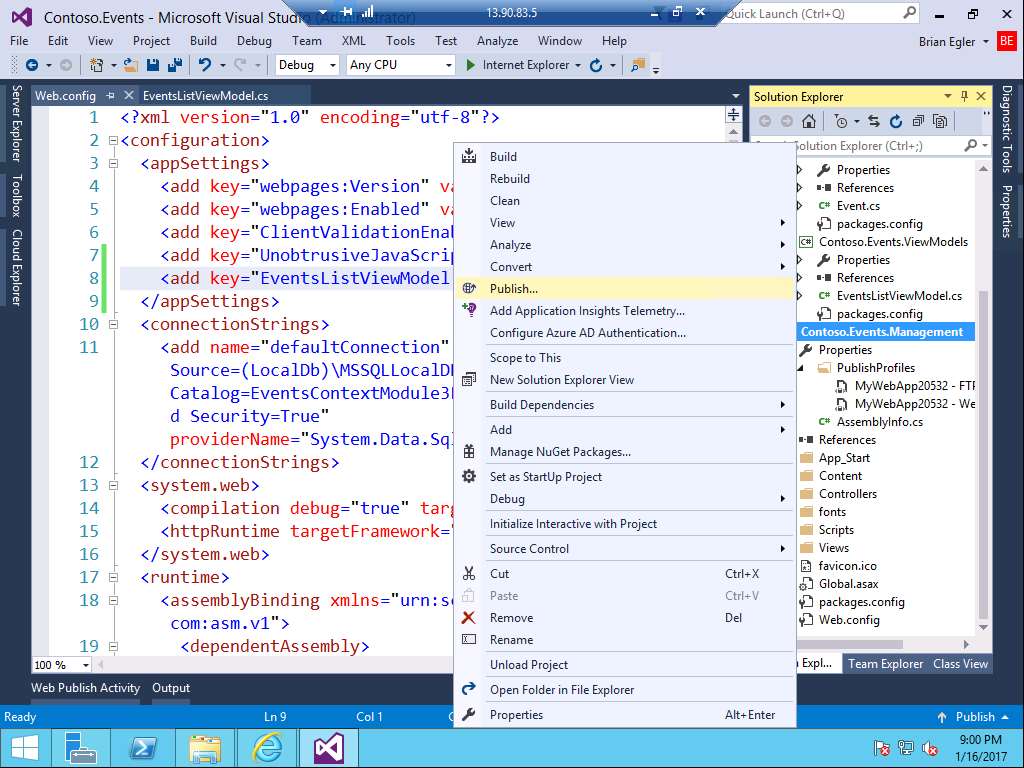 Contoso.Events - Microsoft Visual Studio (Administrator)
13.90.83.5
Quick Launch (Ctrl+Q)
File Edit View Project Build Debug Team XML Tools Test Analyze Window Help
Brian Egler BE
Debug Any CPU Internet Explorer
Server Explorer
Toolbox
Cloud Explorer
Web.config EventsListViewModel.cs
1 <?xml version="1.0" encoding="utf-8"?>
2 <configuration>
3 <appSettings>
4 <add key="webpages:Version" va
5 <add key="webpages:Enabled" va
6 <add key="ClientValidationEnab
7 <add key="UnobtrusiveJavaScrip
8 <add key="EventsListViewModel
9 </appSettings>
10 <connectionStrings>
11 <add name="defaultConnection"
Source=(LocalDb)\MSSQLLocalDB
Catalog=EventsContextModule3
d Security=True"
providerName="System.Data.Sql
12 </connectionStrings>
13 <system.web>
14 <compilation debug="true" targ
15 <httpRuntime targetFramework="
16 </system.web>
17 <runtime>
18 <assemblyBinding xmlns="urn:sc
com:asm.v1">
19 <dependentAssembly>
100 %
Build
Rebuild
Clean
View
Analyze
Convert
Publish...
Add Application Insights Telemetry...
Configure Azure AD Authentication...
Scope to This
New Solution Explorer View
Build Dependencies
Add
Manage NuGet Packages...
Set as StartUp Project
Debug
Initialize Interactive with Project
Source Control
Cut Ctrl+X
Paste Ctrl+V
Remove Del
Rename
Unload Project
Open Folder in File Explorer
Properties Alt+Enter
Solution Explorer
Solution Explorer (Ctrl+;)
Properties
References
C# Event.cs
packages.config
C# Contoso.Events.ViewModels
Properties
References
C# EventsListViewModel.cs
packages.config
Contoso.Events.Management
Properties
PublishProfiles
MyWebApp20532 - FTP
MyWebApp20532 - We
C# AssemblyInfo.cs
References
App_Start
Content
Controllers
fonts
Scripts
Views
favicon.ico
Global.asax
packages.config
Web.config
Expl... Team Explorer Class View
Diagnostic Tools
Properties
Web Publish Activity Output
Ready Ln 9 Col 1 Publish
9:00 PM
1/16/2017